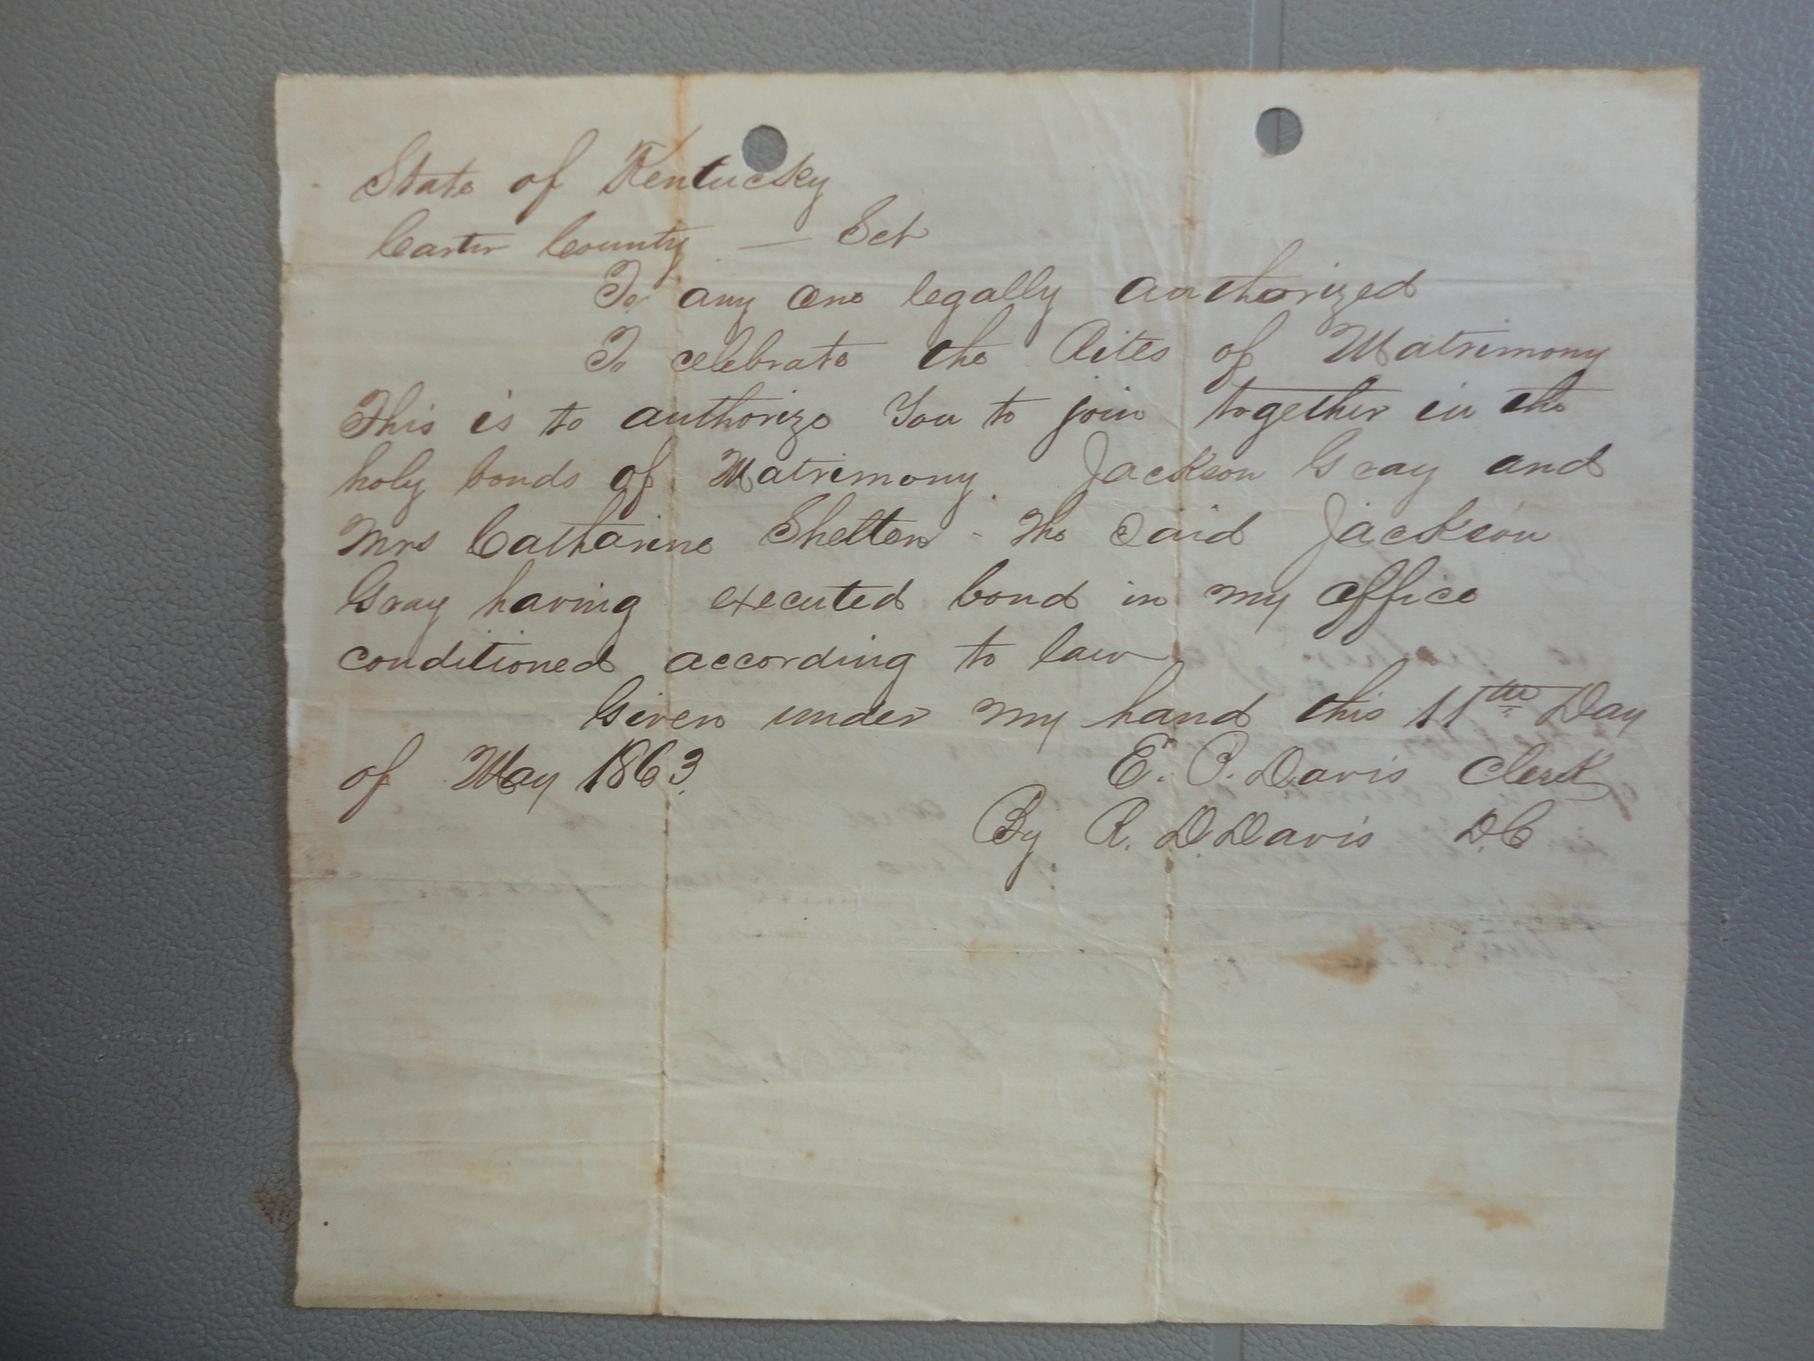 State of Kentucky
Carter County — Sct
To any one legally authorized
To celebrate the Rites of Matrimony
This is to authorize You to join together in the
holy bonds of Matrimony. Jackson Gray and
Mrs Catharine Shelton - The Said Jackson
Gray having executed bond in my office
conditioned according to law
Given under my hand this 11th Day
of May 1863.
E. P. Davis Clerk
By R. D. Davis D.C